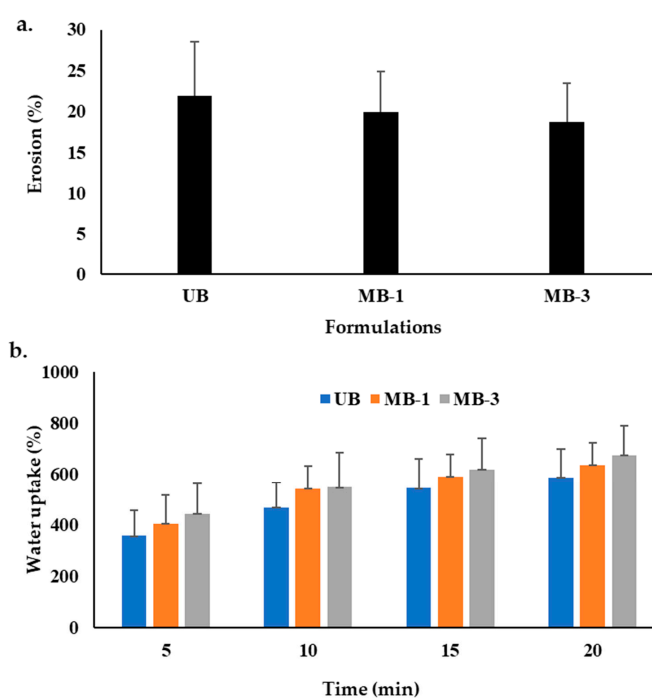 a.
30
25
20
15
10
5
0
Erosion (%)
UB MB-1 MB-3
Formulations
b.
1000
800
600
400
200
0
Water uptake (%)
UB MB-1 MB-3
5 10 15 20
Time (min)